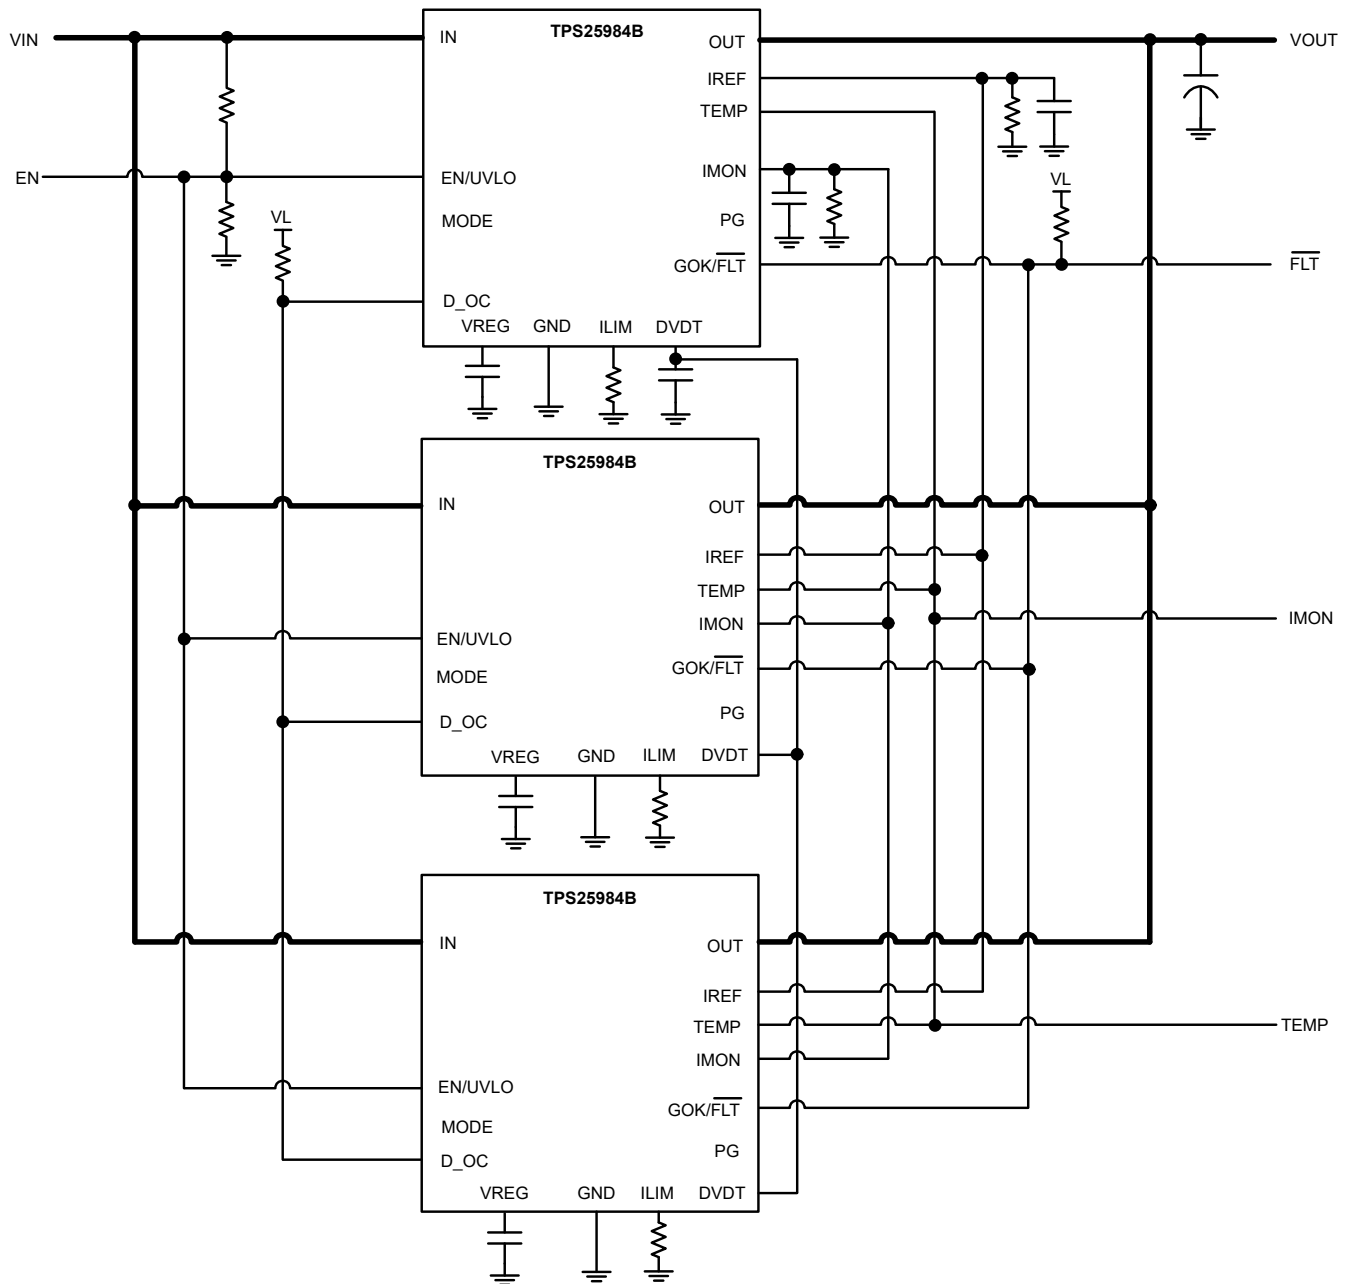 TPS25984B
VIN
IN
OUT
VOUT
IREF
TEMP
EN
EN/UVLO
IMON
VL
VL
MODE
PG
GOK/FLT
FLT
D_OC
VREG
GND
ILIM
DVDT
TPS25984B
IN
OUT
IREF
TEMP
IMON
IMON
EN/UVLO
GOK/FLT
MODE
PG
D_OC
VREG
GND
ILIM
DVDT
TPS25984B
IN
OUT
IREF
TEMP
TEMP
IMON
EN/UVLO
GOK/FLT
MODE
PG
D_OC
VREG
GND
ILIM
DVDT